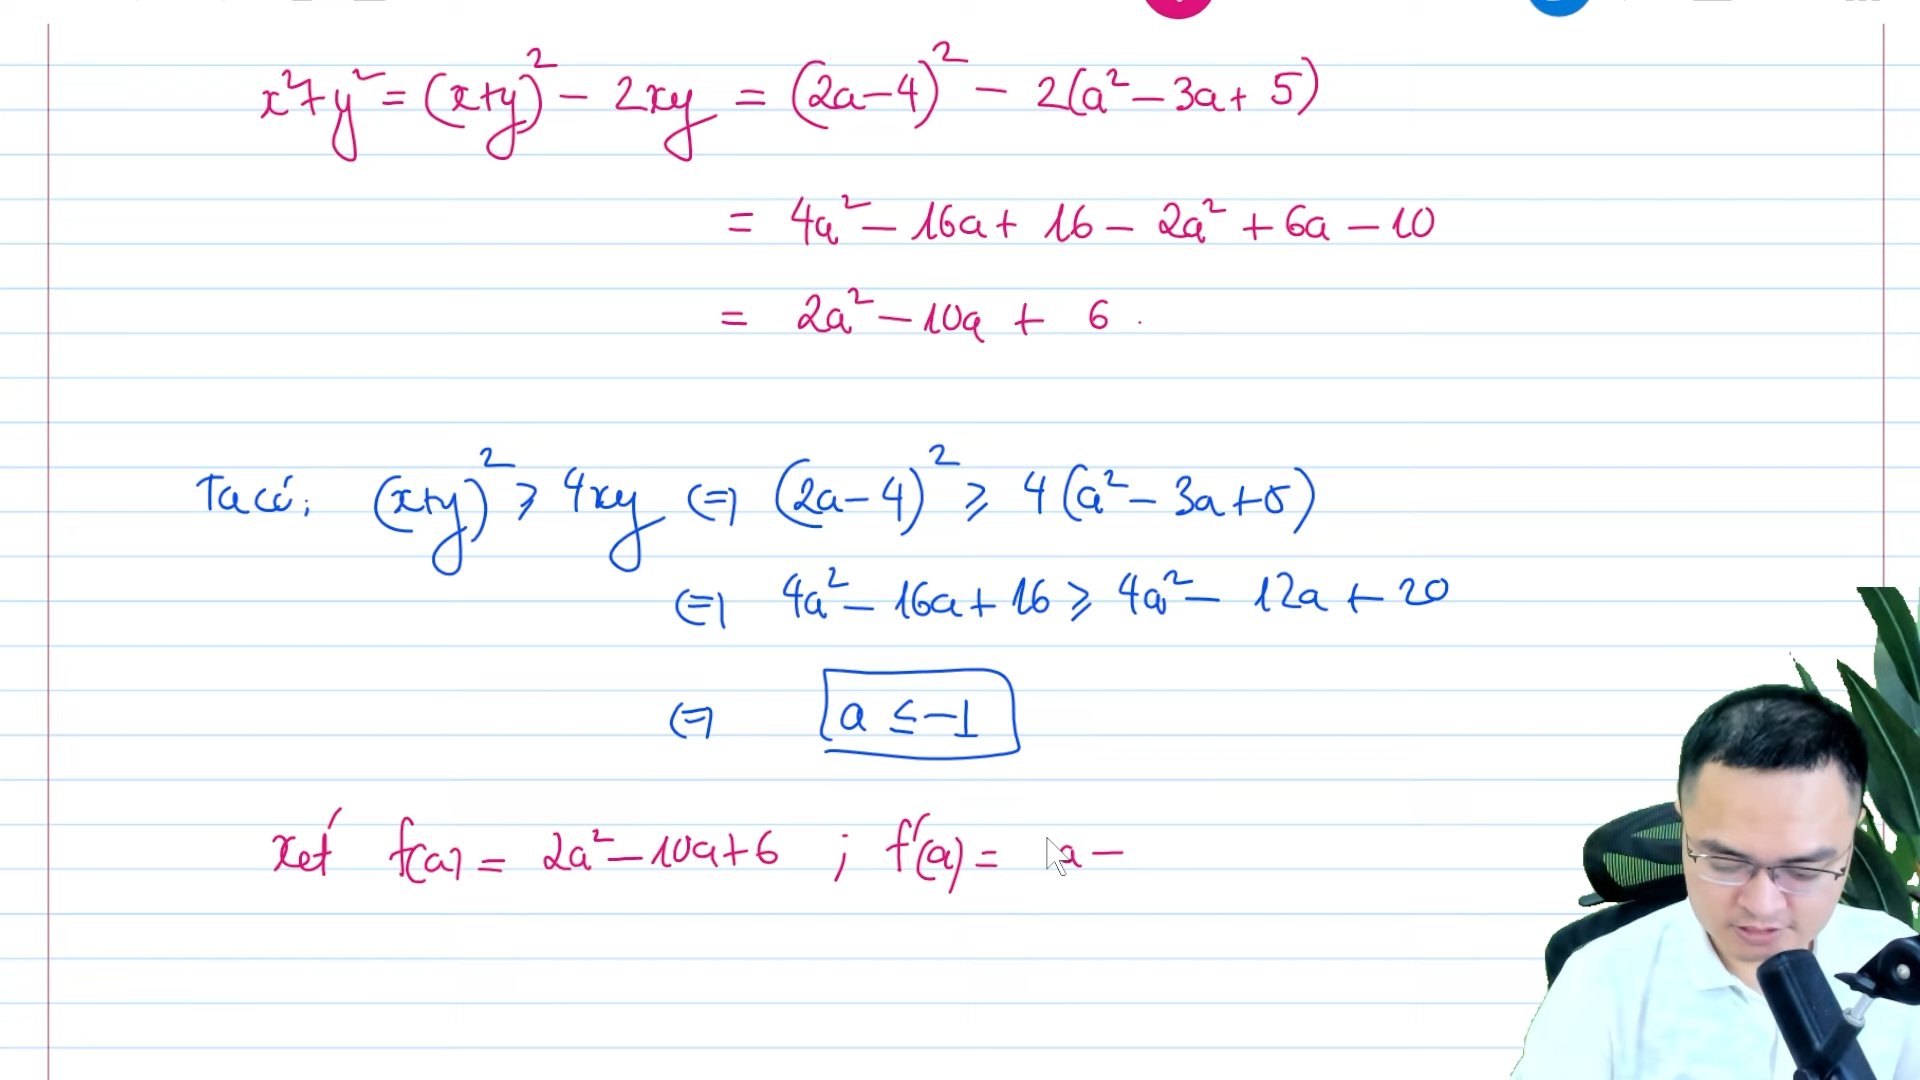 x²+y² = (x+y)² − 2xy = (2a−4)² − 2(a²−3a+5)
= 4a² − 16a + 16 − 2a² + 6a − 10
= 2a² − 10a + 6 .
Ta có: (x+y)² ⩾ 4xy (=) (2a−4)² ⩾ 4(a²−3a+5)
(=) 4a² − 16a + 16 ⩾ 4a² − 12a + 20
(=) a ≤ −1
xét f(a) = 2a² − 10a + 6 ; f'(a) = a −